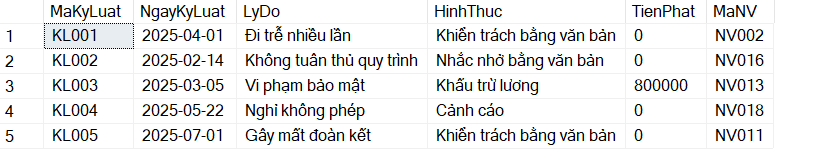 MaKyLuat NgayKyLuat LyDo HinhThuc TienPhat MaNV
1 KL001 2025-04-01 Đi trễ nhiều lần Khiển trách bằng văn bản 0 NV002
2 KL002 2025-02-14 Không tuân thủ quy trình Nhắc nhở bằng văn bản 0 NV016
3 KL003 2025-03-05 Vi phạm bảo mật Khấu trừ lương 800000 NV013
4 KL004 2025-05-22 Nghỉ không phép Cảnh cáo 0 NV018
5 KL005 2025-07-01 Gây mất đoàn kết Khiển trách bằng văn bản 0 NV011